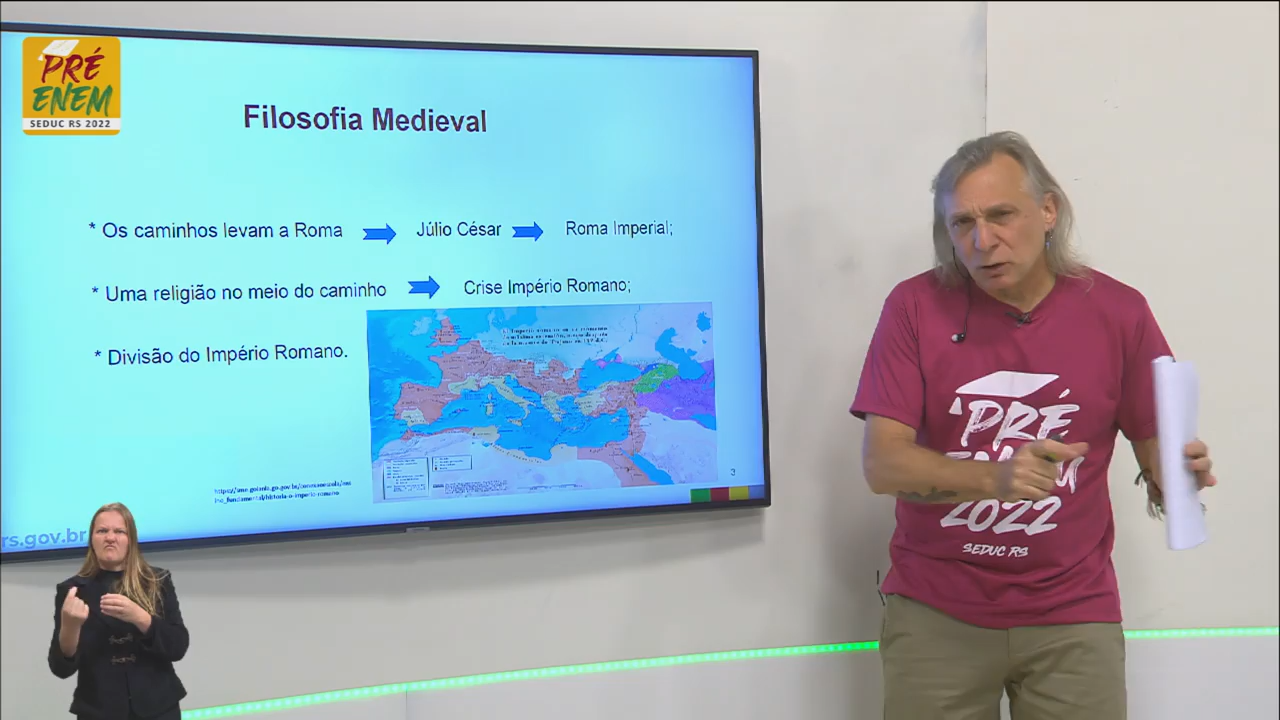 PRÉ
ENEM
SEDUC RS 2022
Filosofia Medieval
* Os caminhos levam a Roma Júlio César Roma Imperial;
* Uma religião no meio do caminho Crise Império Romano;
* Divisão do Império Romano.
3
rs.gov.br
PRÉ
ENEM
2022
SEDUC RS